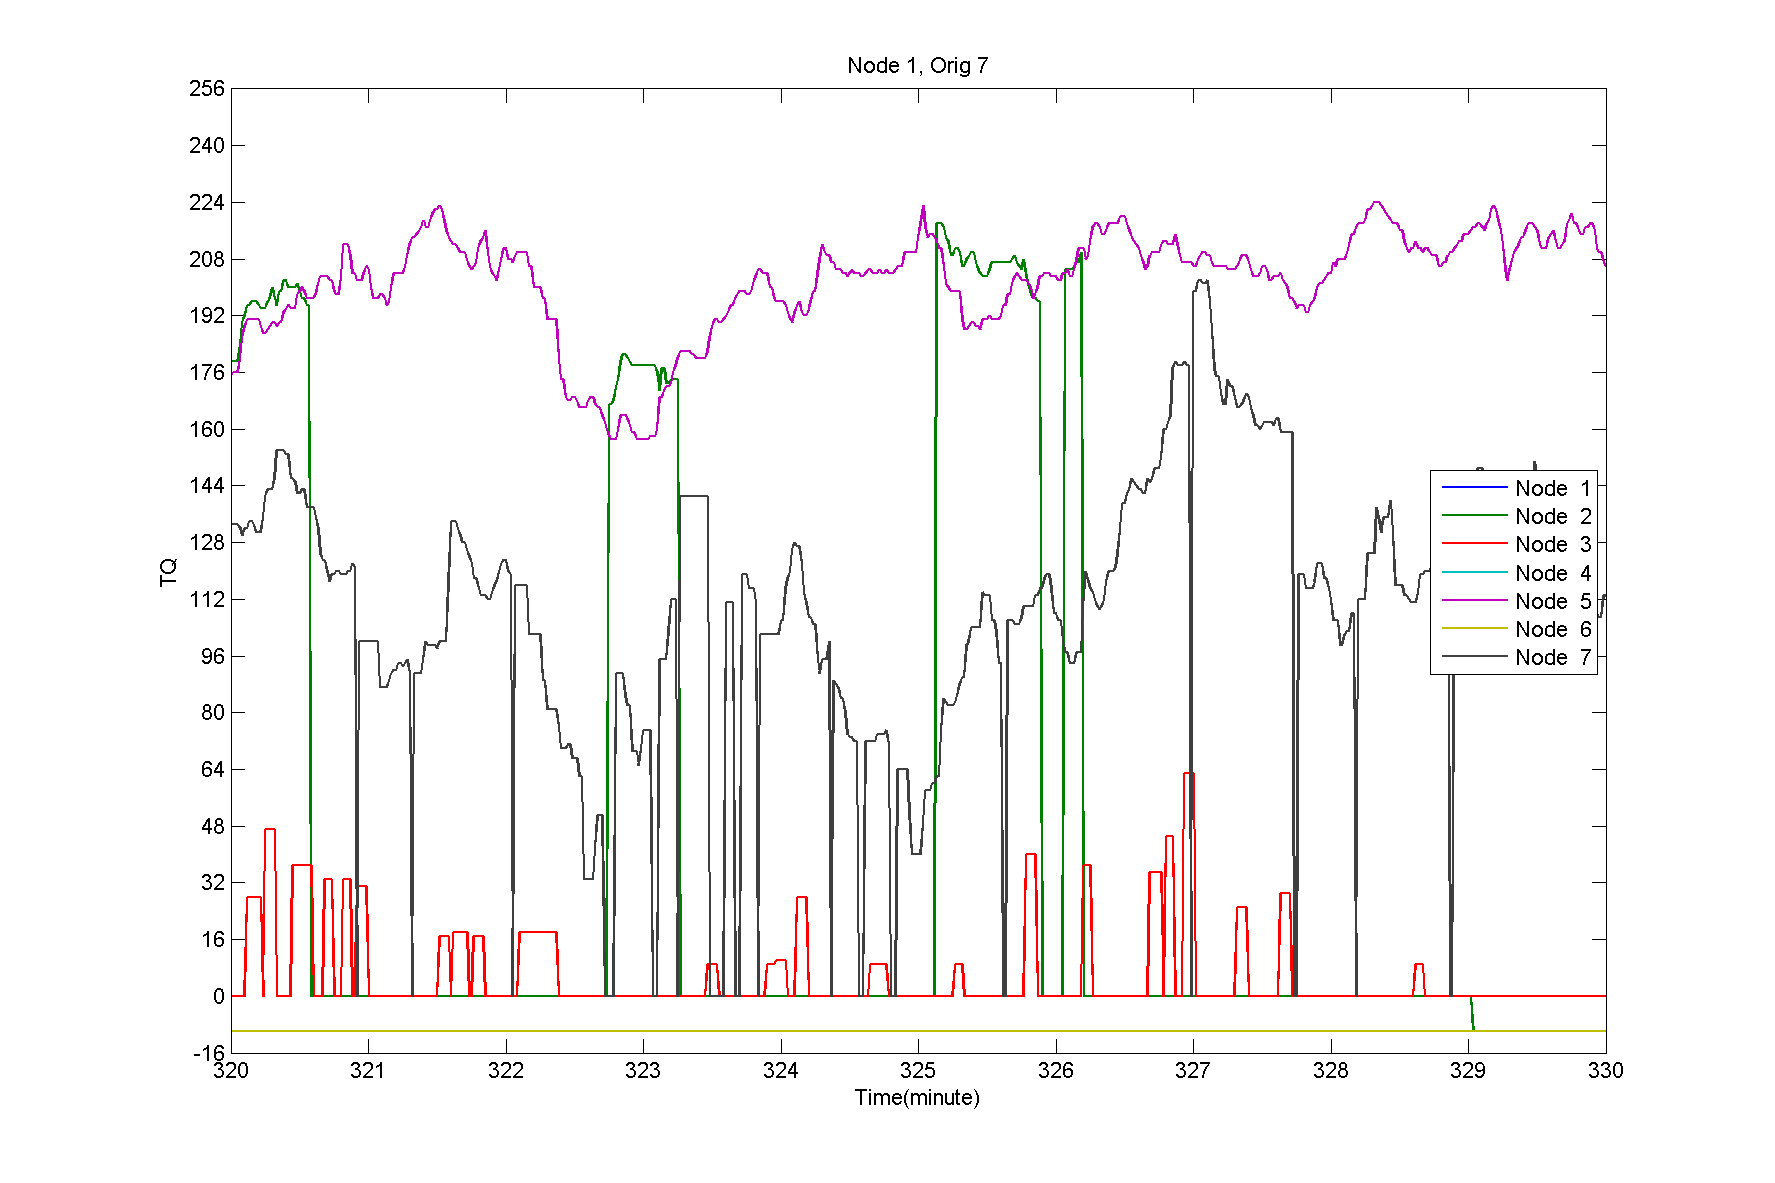 Node 1, Orig 7
256
240
224
208
192
176
160
144
128
112
96
80
64
48
32
16
0
-16
TQ
Node 1
Node 2
Node 3
Node 4
Node 5
Node 6
Node 7
320 321 322 323 324 325 326 327 328 329 330
Time(minute)